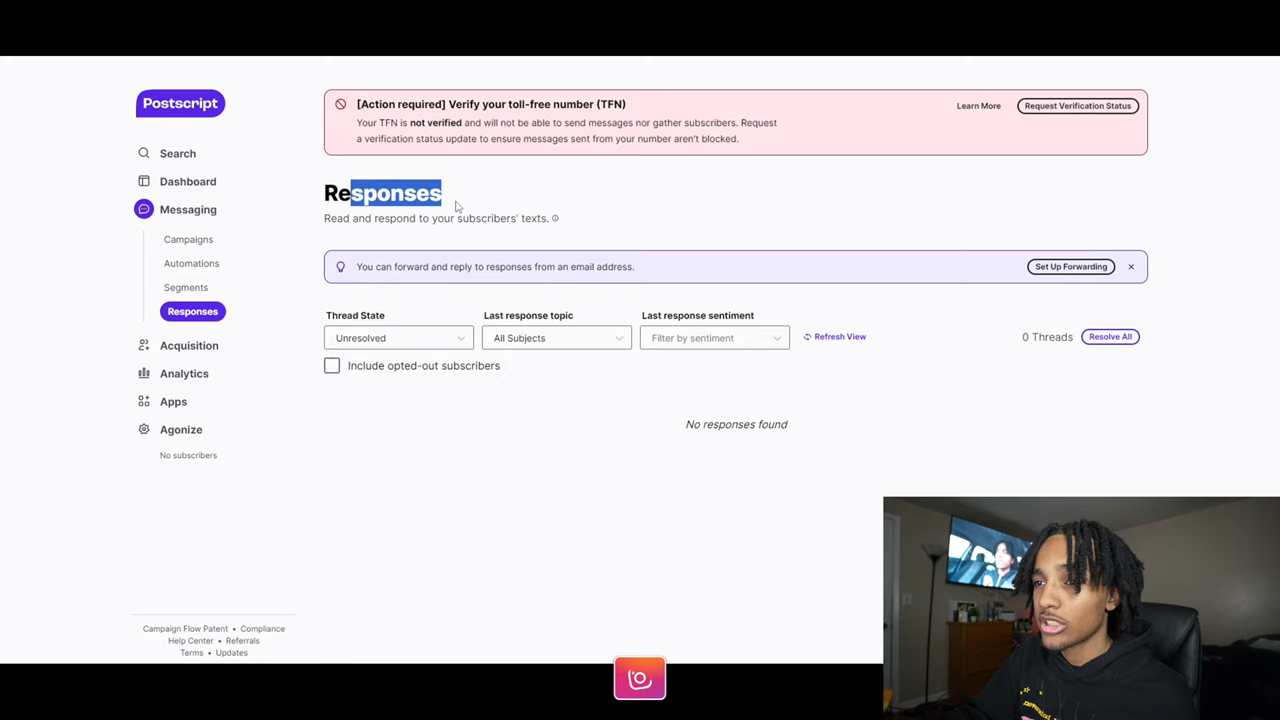 Postscript
Search
Dashboard
Messaging
Campaigns
Automations
Segments
Responses
Acquisition
Analytics
Apps
Agonize
No subscribers
Campaign Flow Patent • Compliance
Help Center • Referrals
Terms • Updates
[Action required] Verify your toll-free number (TFN)
Your TFN is not verified and will not be able to send messages nor gather subscribers. Request
a verification status update to ensure messages sent from your number aren't blocked.
Learn More
Request Verification Status
Responses
Read and respond to your subscribers' texts.
You can forward and reply to responses from an email address.
Set Up Forwarding
Thread State
Last response topic
Last response sentiment
Unresolved
All Subjects
Filter by sentiment
Refresh View
0 Threads
Resolve All
Include opted-out subscribers
No responses found